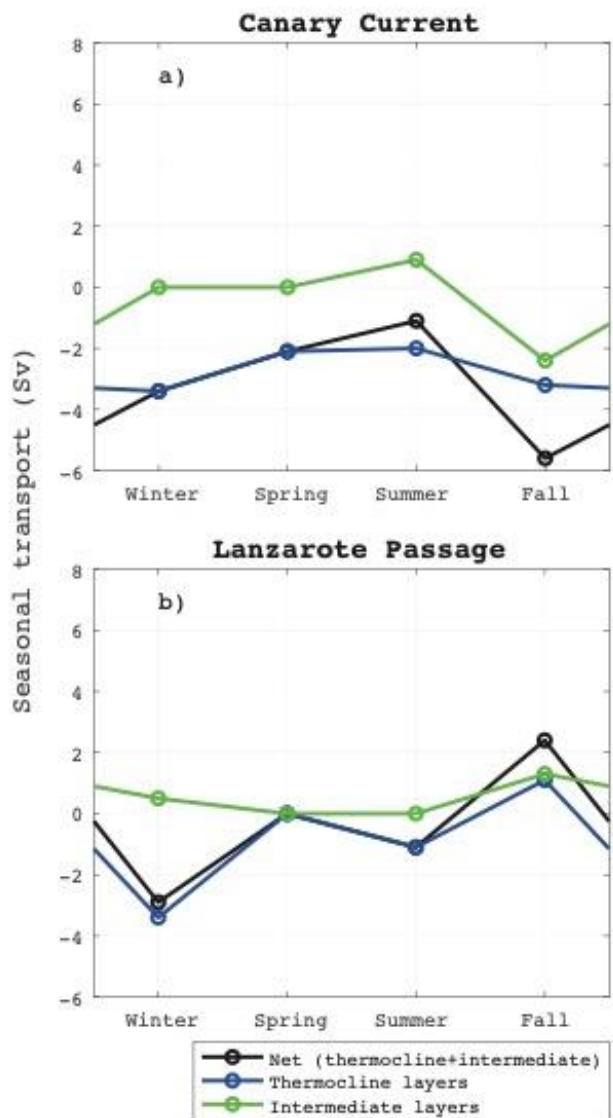 Canary Current
a)
8
6
4
2
0
-2
-4
-6
Winter Spring Summer Fall
Seasonal transport (Sv)
Lanzarote Passage
b)
8
6
4
2
0
-2
-4
-6
Winter Spring Summer Fall
Net (thermocline+intermediate)
Thermocline layers
Intermediate layers